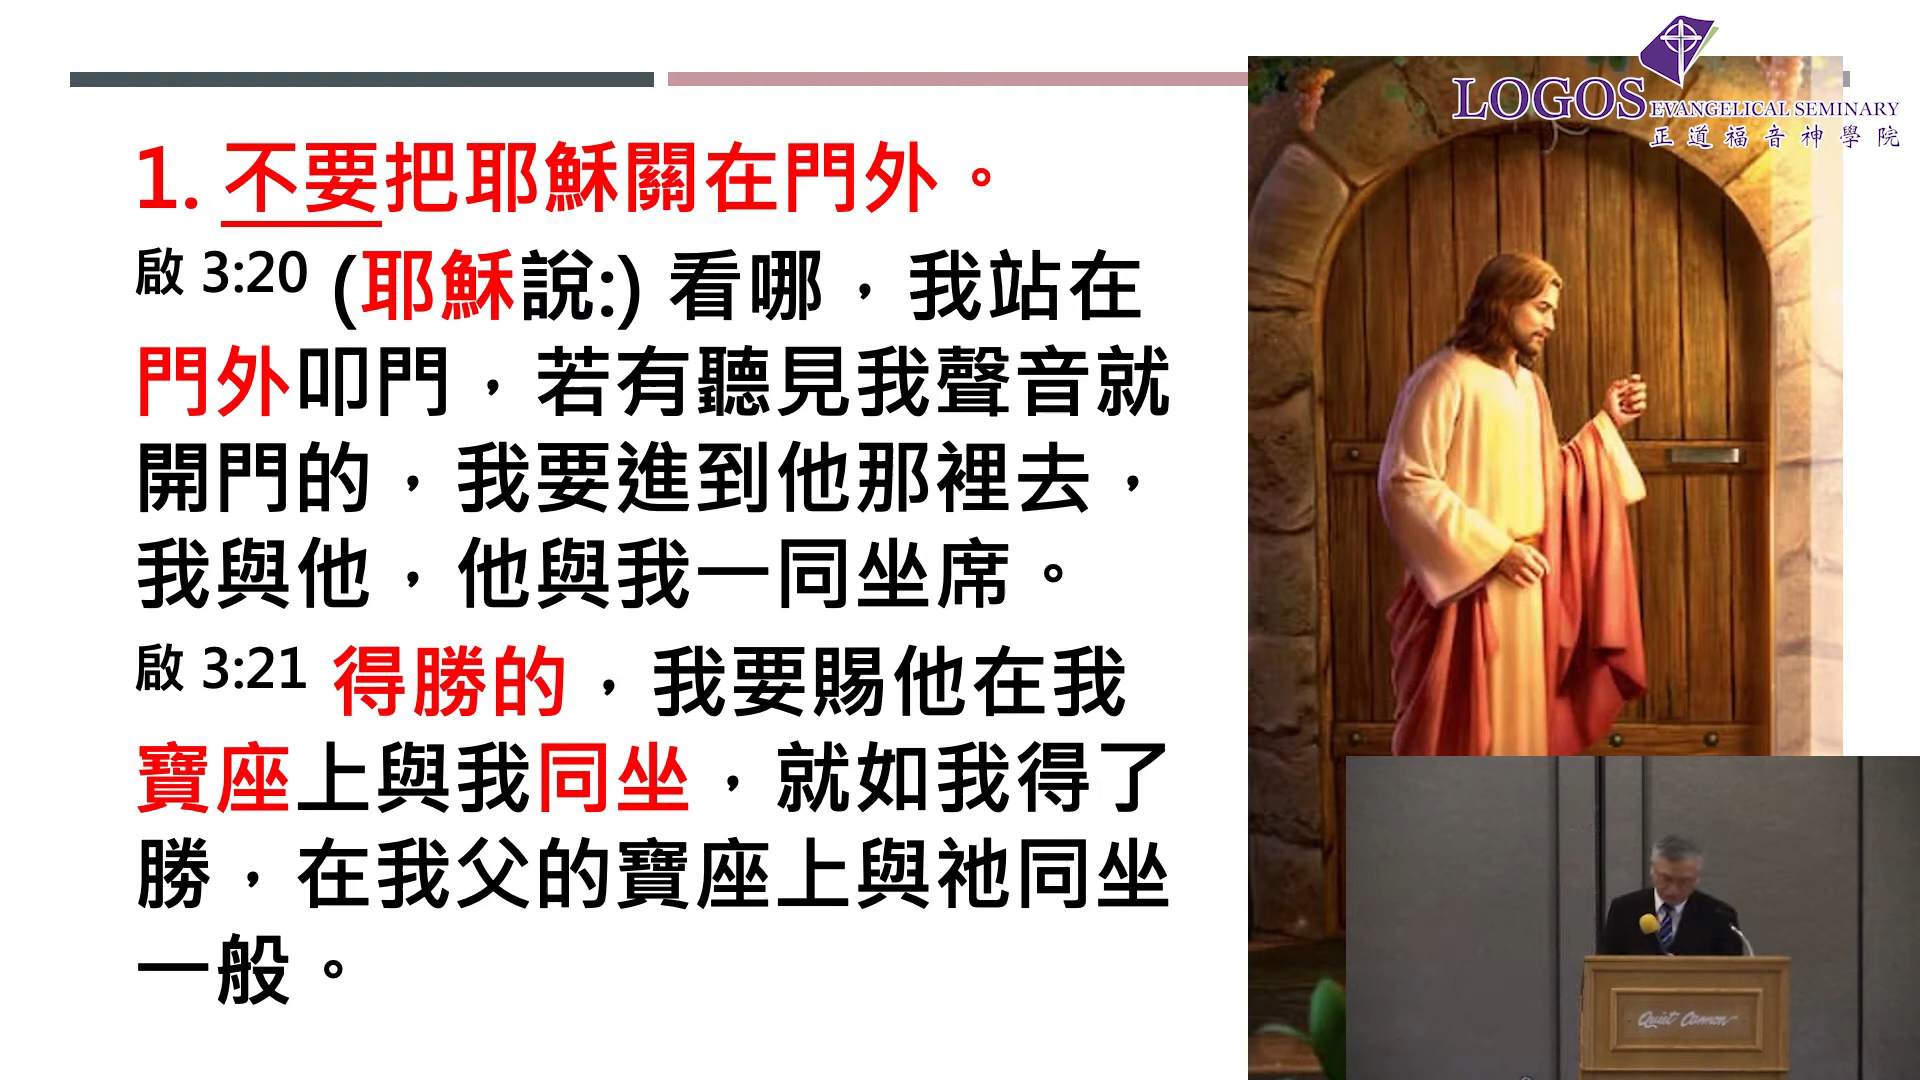 LOGOS EVANGELICAL SEMINARY
正道福音神學院
1. 不要把耶穌關在門外。
啟 3:20 (耶穌說:) 看哪，我站在
門外叩門，若有聽見我聲音就
開門的，我要進到他那裡去，
我與他，他與我一同坐席。
啟 3:21 得勝的，我要賜他在我
寶座上與我同坐，就如我得了
勝，在我父的寶座上與祂同坐
一般。
Quiet Cannon